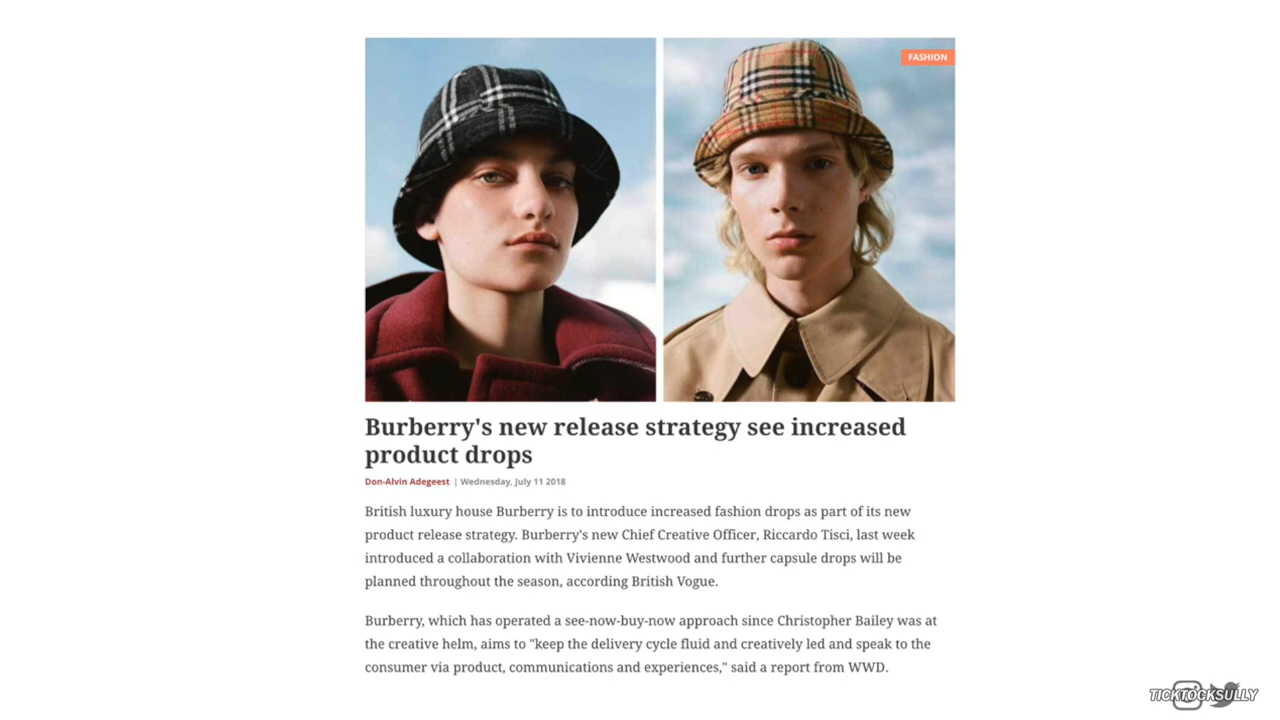 FASHION
Burberry's new release strategy see increased
product drops
Don-Alvin Adegeest | Wednesday, July 11 2018
British luxury house Burberry is to introduce increased fashion drops as part of its new
product release strategy. Burberry's new Chief Creative Officer, Riccardo Tisci, last week
introduced a collaboration with Vivienne Westwood and further capsule drops will be
planned throughout the season, according British Vogue.
Burberry, which has operated a see-now-buy-now approach since Christopher Bailey was at
the creative helm, aims to "keep the delivery cycle fluid and creatively led and speak to the
consumer via product, communications and experiences," said a report from WWD.
TICKTOCKSULLY